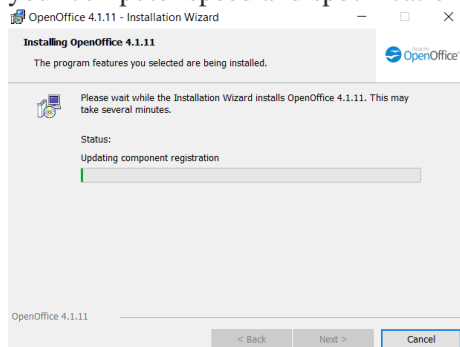 OpenOffice 4.1.11 - Installation Wizard
Installing OpenOffice 4.1.11
The program features you selected are being installed.
Apache
OpenOffice
Please wait while the Installation Wizard installs OpenOffice 4.1.11. This may
take several minutes.
Status:
Updating component registration
OpenOffice 4.1.11
< Back
Next >
Cancel